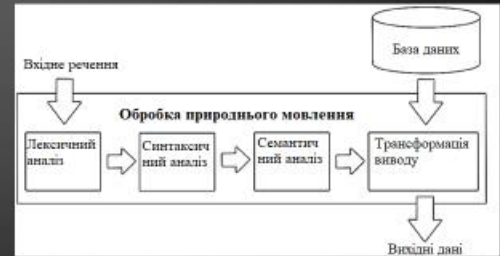 База даних
Вхідне речення
Обробка природнього мовлення
Лексичний
аналіз
Синтаксич
ний аналіз
Семантич
ний аналіз
Трансформація
виводу
Вихідні дані